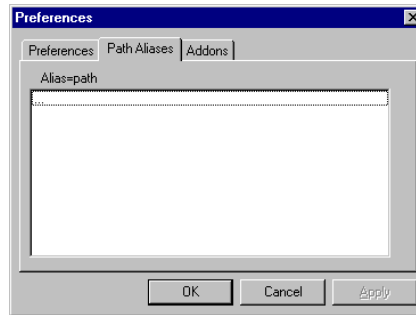 Preferences
Preferences Path Aliases Addons
Alias=path
...
OK Cancel Apply